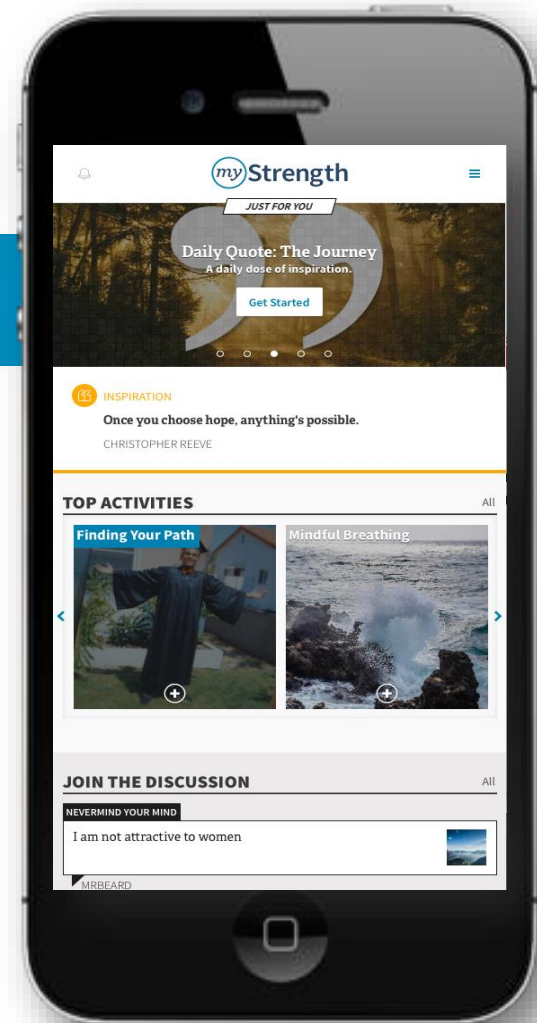 myStrength
JUST FOR YOU
Daily Quote: The Journey
A daily dose of inspiration.
Get Started
INSPIRATION
Once you choose hope, anything's possible.
CHRISTOPHER REEVE
TOP ACTIVITIES All
Finding Your Path
Mindful Breathing
JOIN THE DISCUSSION All
NEVERMIND YOUR MIND
I am not attractive to women
MRBEARD